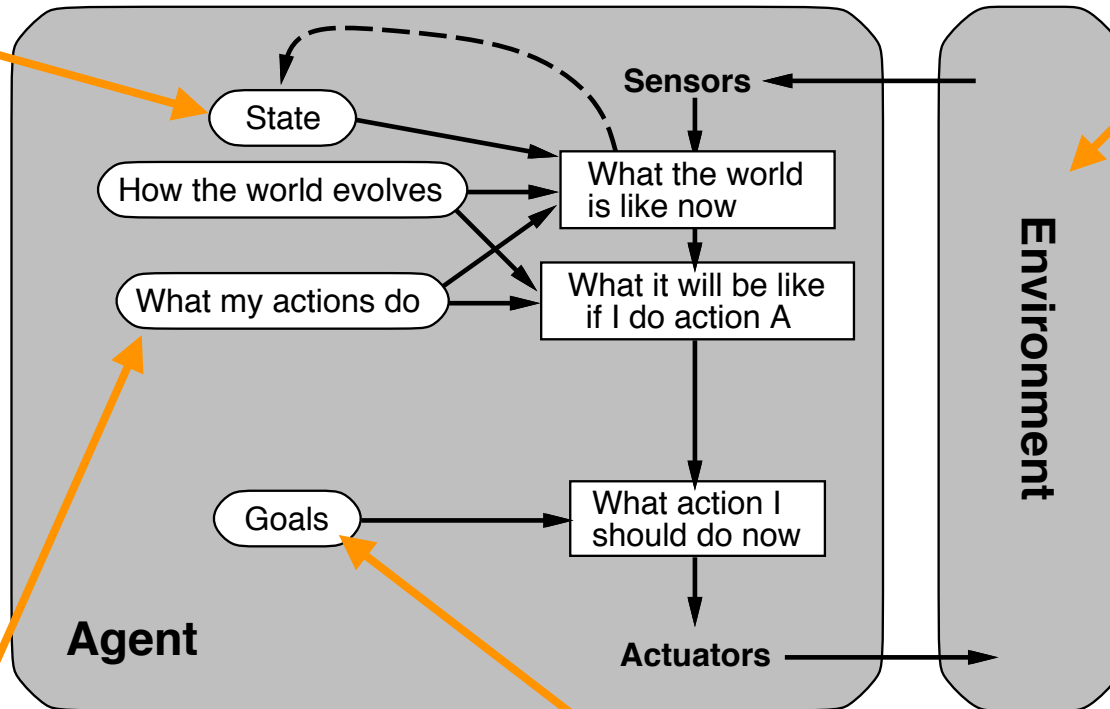 Sensors
State
What the world
is like now
How the world evolves
What it will be like
if I do action A
What my actions do
Goals
What action I
should do now
Agent
Actuators
Environment